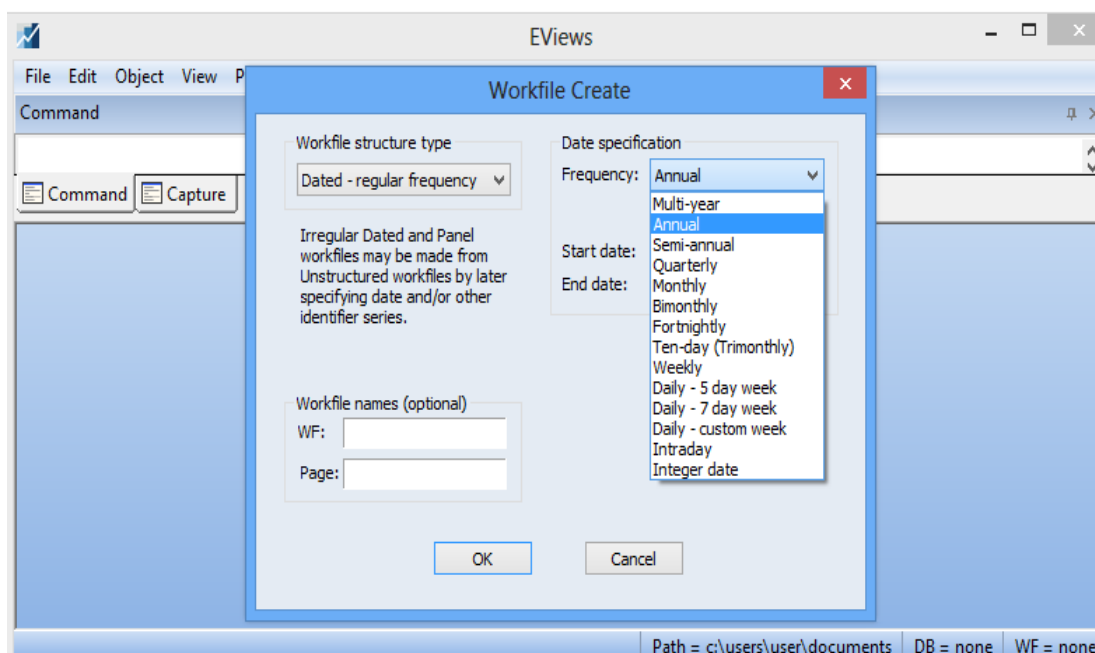 EViews
File Edit Object View P
Workfile Create
Command
Command Capture
Workfile structure type
Dated - regular frequency
Irregular Dated and Panel
workfiles may be made from
Unstructured workfiles by later
specifying date and/or other
identifier series.
Date specification
Frequency: Annual
Multi-year
Annual
Semi-annual
Quarterly
Monthly
Bimonthly
Fortnightly
Ten-day (Trimonthly)
Weekly
Daily - 5 day week
Daily - 7 day week
Daily - custom week
Intraday
Integer date
Start date:
End date:
Workfile names (optional)
WF:
Page:
OK Cancel
Path = c:\users\user\documents DB = none WF = none